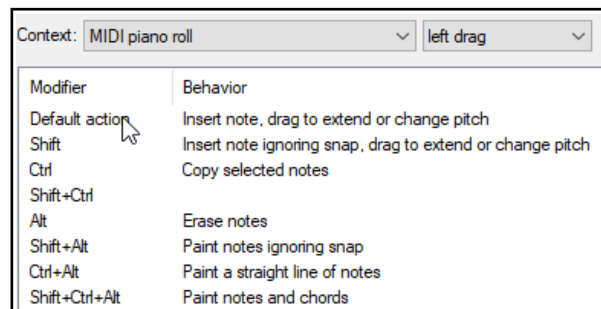 Context: MIDI piano roll left drag
Modifier Behavior
Default action Insert note, drag to extend or change pitch
Shift Insert note ignoring snap, drag to extend or change pitch
Ctrl Copy selected notes
Shift+Ctrl
Alt Erase notes
Shift+Alt Paint notes ignoring snap
Ctrl+Alt Paint a straight line of notes
Shift+Ctrl+Alt Paint notes and chords